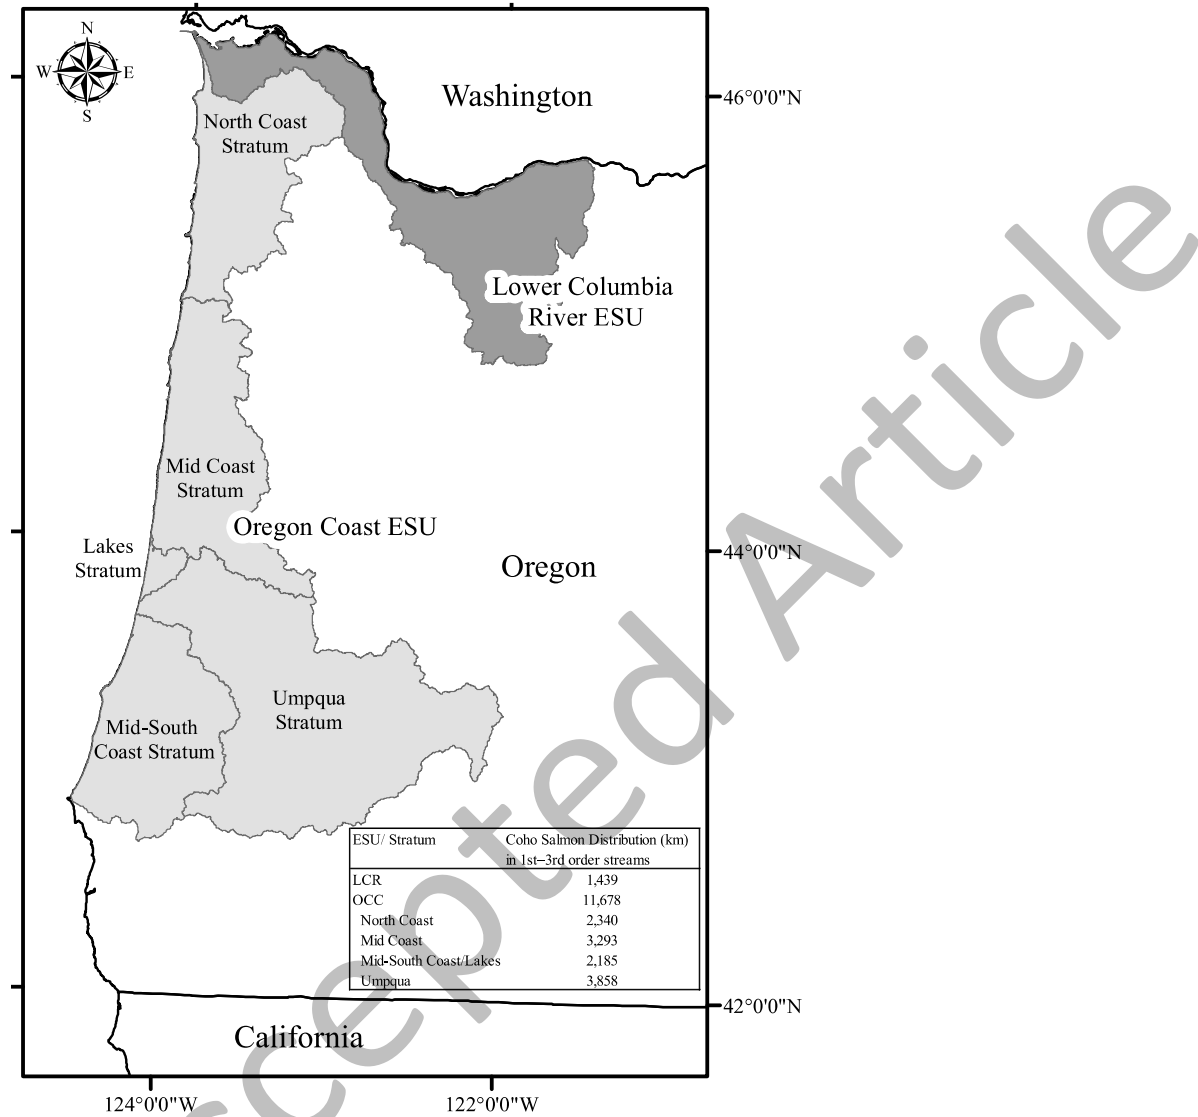 N
W E
S
Washington
46°0'0"N
North Coast
Stratum
Lower Columbia
River ESU
Mid Coast
Stratum
Oregon Coast ESU
Lakes
Stratum
44°0'0"N
Oregon
Umpqua
Stratum
Mid-South
Coast Stratum
ESU/ Stratum Coho Salmon Distribution (km)
in 1st–3rd order streams
LCR 1,439
OCC 11,678
North Coast 2,340
Mid Coast 3,293
Mid-South Coast/Lakes 2,185
Umpqua 3,858
42°0'0"N
California
124°0'0"W 122°0'0"W
cepted Article